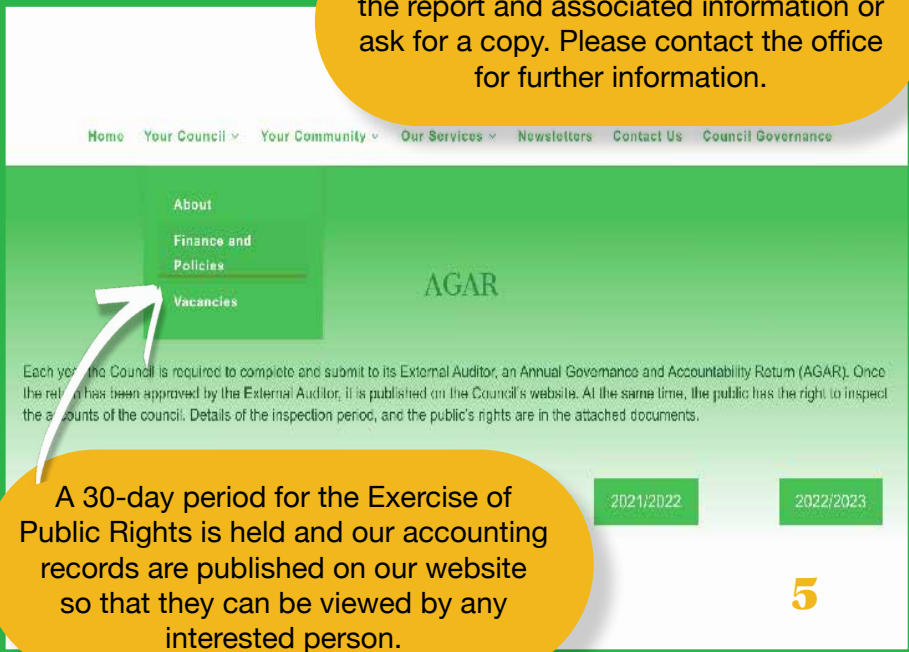 the report and associated information or
ask for a copy. Please contact the office
for further information.
Home Your Council Your Community Our Services Newsletters Contact Us Council Governance
About
Finance and
Policies
Vacancies
AGAR
Each year the Council is required to complete and submit to its External Auditor, an Annual Governance and Accountability Return (AGAR). Once
the return has been approved by the External Auditor, it is published on the Council's website. At the same time, the public has the right to inspect
the accounts of the council. Details of the inspection period, and the public's rights are in the attached documents.
A 30-day period for the Exercise of
Public Rights is held and our accounting
records are published on our website
so that they can be viewed by any
interested person.
2021/2022
2022/2023
5